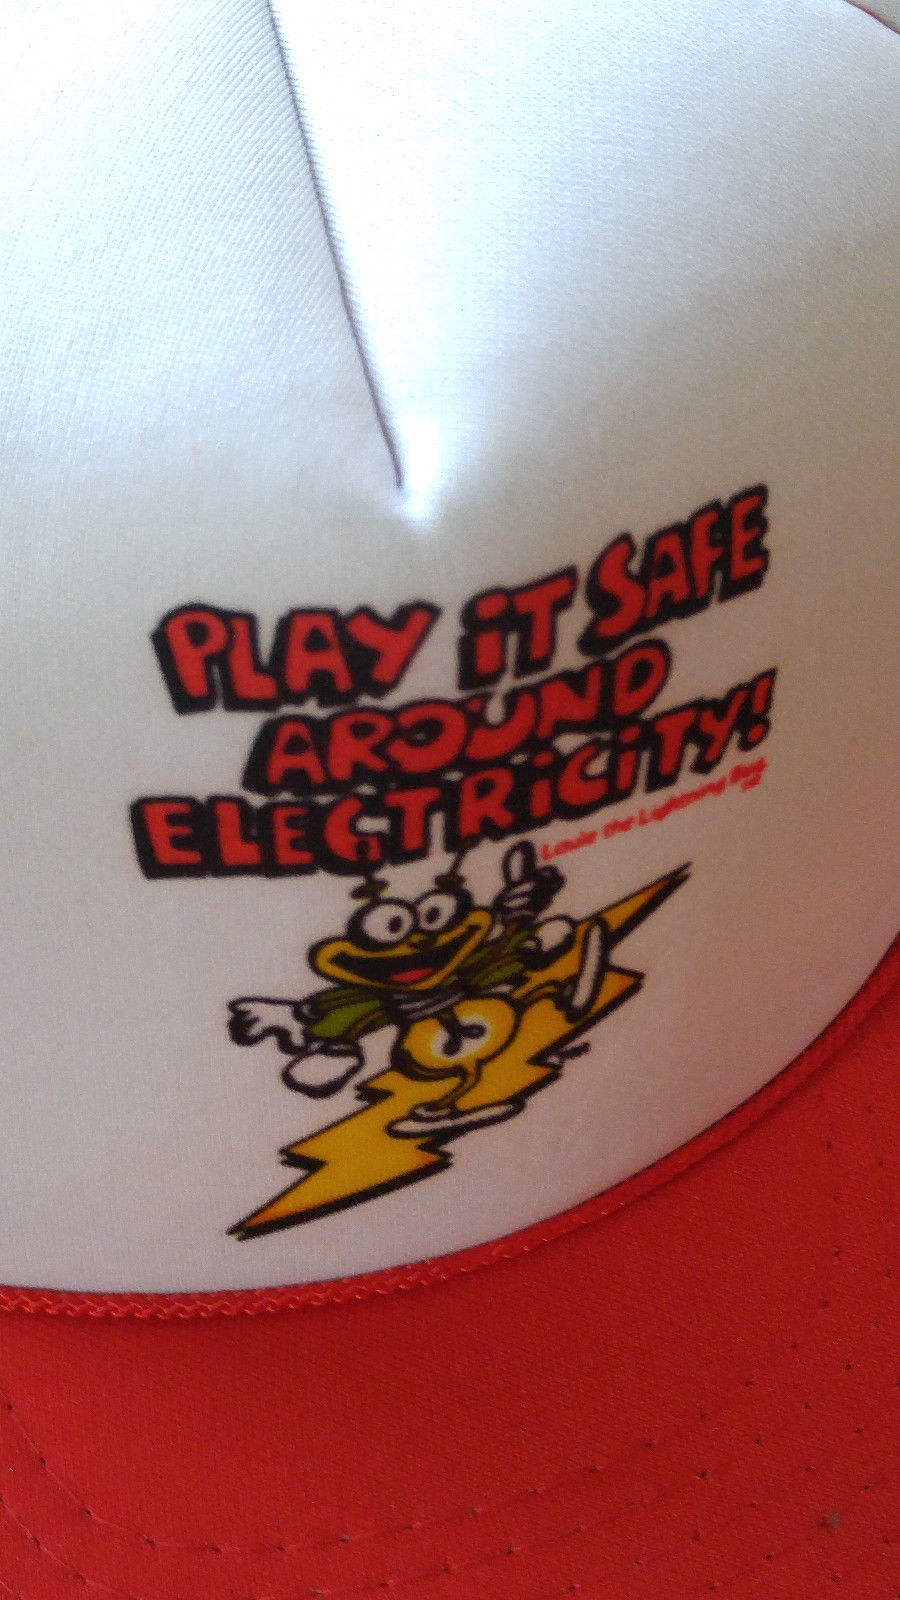 PLAY iT SAFE
AROUND
ELECTRiCiTY!
Louie the Lightning Bug